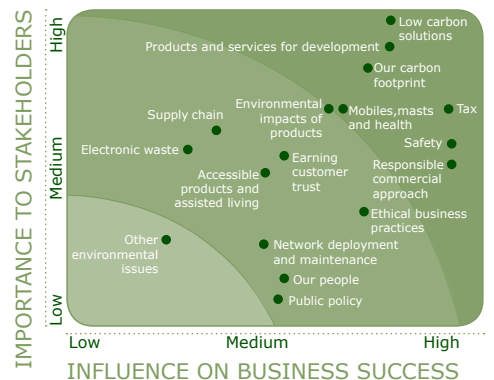 IMPORTANCE TO STAKEHOLDERS
High
Medium
Low
Low carbon
solutions
Products and services for development
Our carbon
footprint
Environmental
impacts of
products
Mobiles,masts
and health
Tax
Supply chain
Safety
Electronic waste
Earning
customer
trust
Responsible
commercial
approach
Accessible
products and
assisted living
Ethical business
practices
Other
environmental
issues
Network deployment
and maintenance
Our people
Public policy
Low
Medium
High
INFLUENCE ON BUSINESS SUCCESS